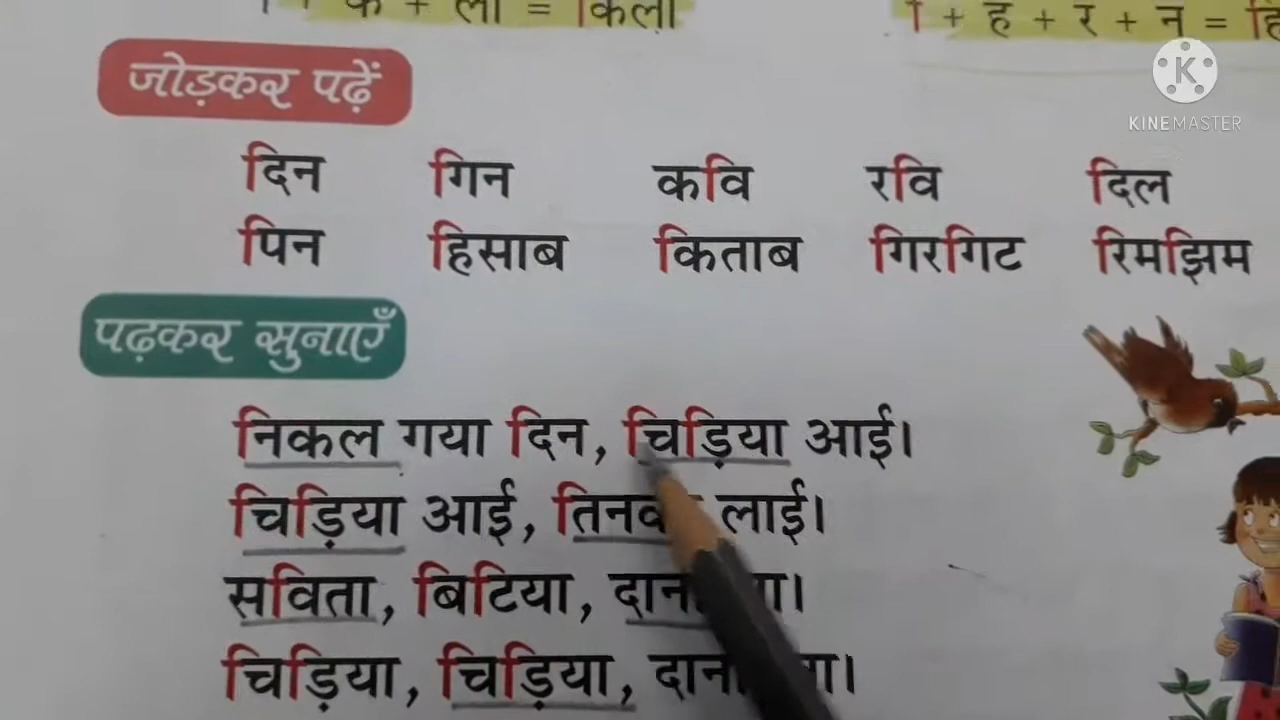 + क + ला = किला
ि + ह + र + न =
जोड़कर पढ़ें
KINEMASTER
दिन गिन कवि रवि दिल
पिन हिसाब किताब गिरगिट रिमझिम
पढ़कर सुनाएँ
निकल गया दिन, चिड़िया आई।
चिड़िया आई, लाई।
सविता, बिटिया,
चिड़िया, चिड़िया,